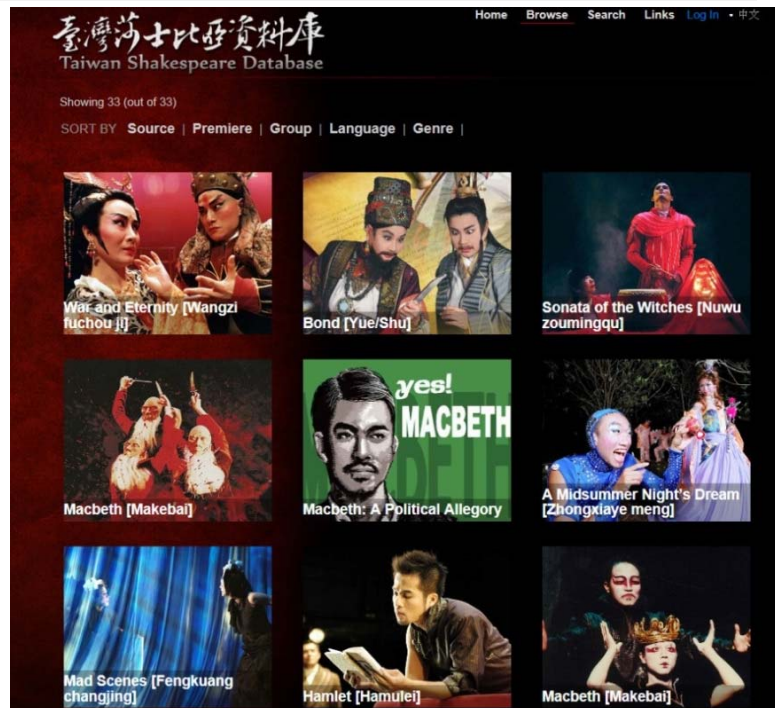 Home Browse Search Links Log In • 中文
臺灣莎士比亞資料庫
Taiwan Shakespeare Database
Showing 33 (out of 33)
SORT BY Source | Premiere | Group | Language | Genre |
War and Eternity [Wangzi
fuchou ji]
Bond [Yue/Shu]
Sonata of the Witches [Nuwu
zoumingqu]
Macbeth [Makebai]
yes!
MACBETH
Macbeth: A Political Allegory
A Midsummer Night's Dream
[Zhongxiaye meng]
Mad Scenes [Fengkuang
changjing]
Hamlet [Hamulei]
Macbeth [Makebai]